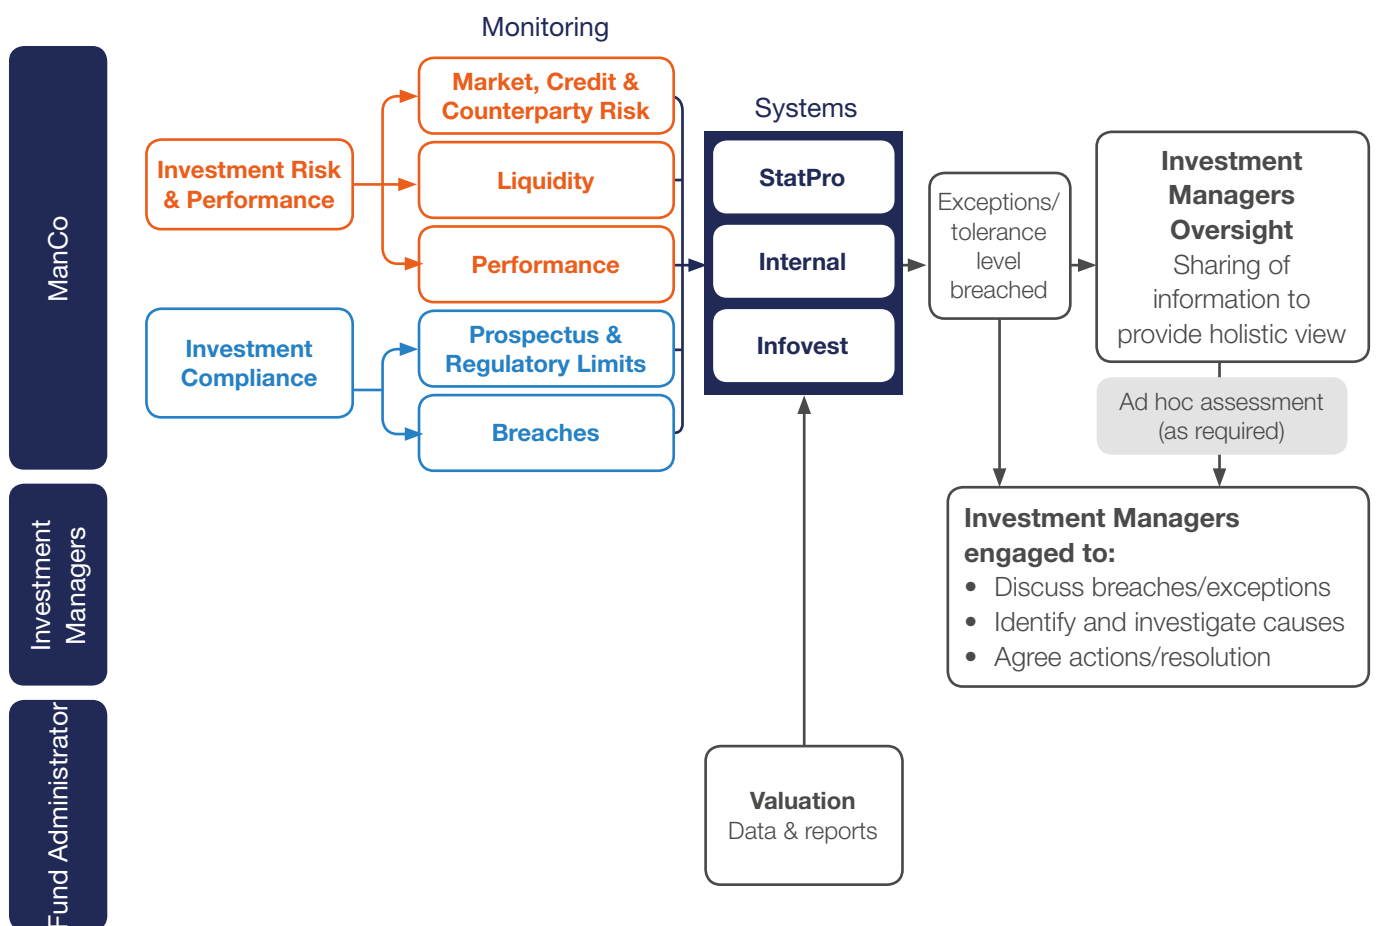 Monitoring
ManCo
Investment Risk
& Performance
Market, Credit &
Counterparty Risk
Liquidity
Performance
Investment
Compliance
Prospectus &
Regulatory Limits
Breaches
Systems
StatPro
Internal
Infovest
Exceptions/
tolerance
level
breached
Investment
Managers
Oversight
Sharing of
information to
provide holistic view
Ad hoc assessment
(as required)
Investment
Managers
Investment Managers
engaged to:
• Discuss breaches/exceptions
• Identify and investigate causes
• Agree actions/resolution
Fund Administrator
Valuation
Data & reports